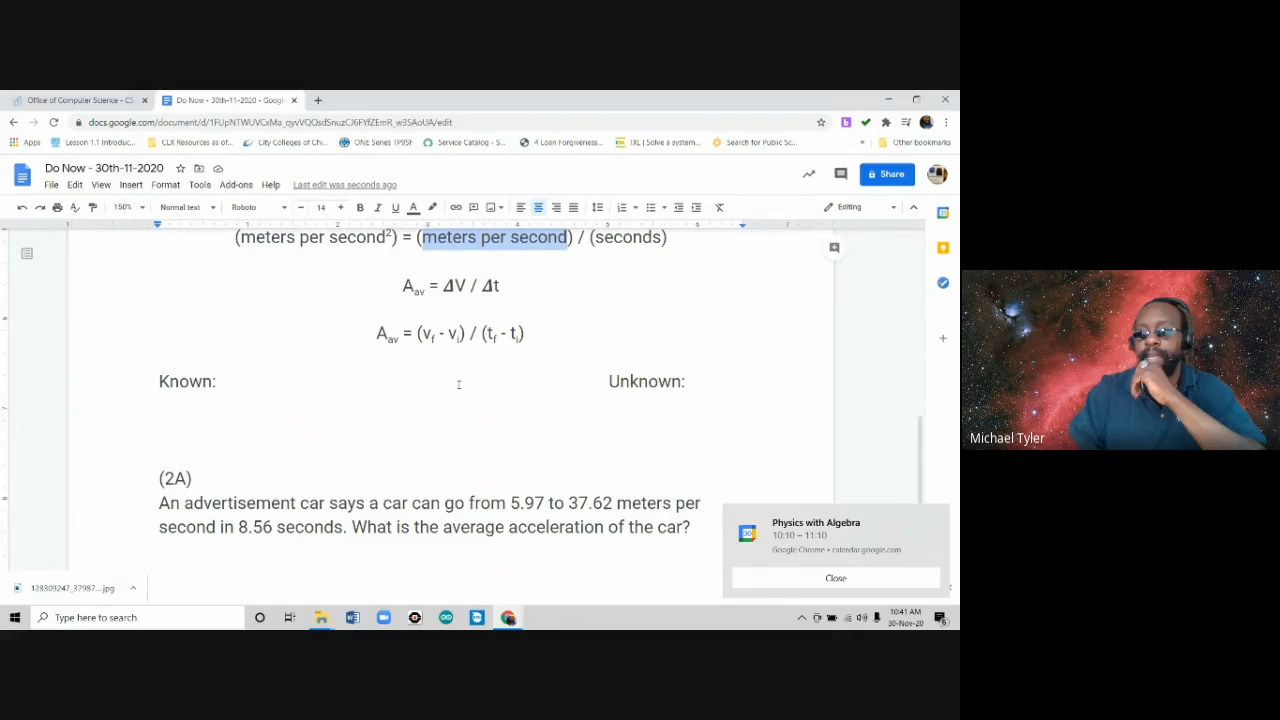 Office of Computer Science - CS
Do Now - 30th-11-2020 - Googl
docs.google.com/document/d/
Apps
Lesson 1.1 Introduc...
CLX Resources as of...
City Colleges of Chi...
ONE Series TP95F
Service Catalog - S...
4 Loan Forgiveness...
IXL | Solve a system...
Search for Public Sc...
Other bookmarks
Do Now - 30th-11-2020
File Edit View Insert Format Tools Add-ons Help Last edit was seconds ago
Share
150% Normal text Roboto 14 B I U A Editing
(meters per second²) = (meters per second) / (seconds)
Aav = ΔV / Δt
Aav = (vf - vi) / (tf - ti)
Known: Unknown:
(2A)
An advertisement car says a car can go from 5.97 to 37.62 meters per
second in 8.56 seconds. What is the average acceleration of the car?
Physics with Algebra
10:10 – 11:10
Google Chrome • calendar.google.com
Close
128309247_37987....jpg
Type here to search
10:41 AM
30-Nov-20
Michael Tyler